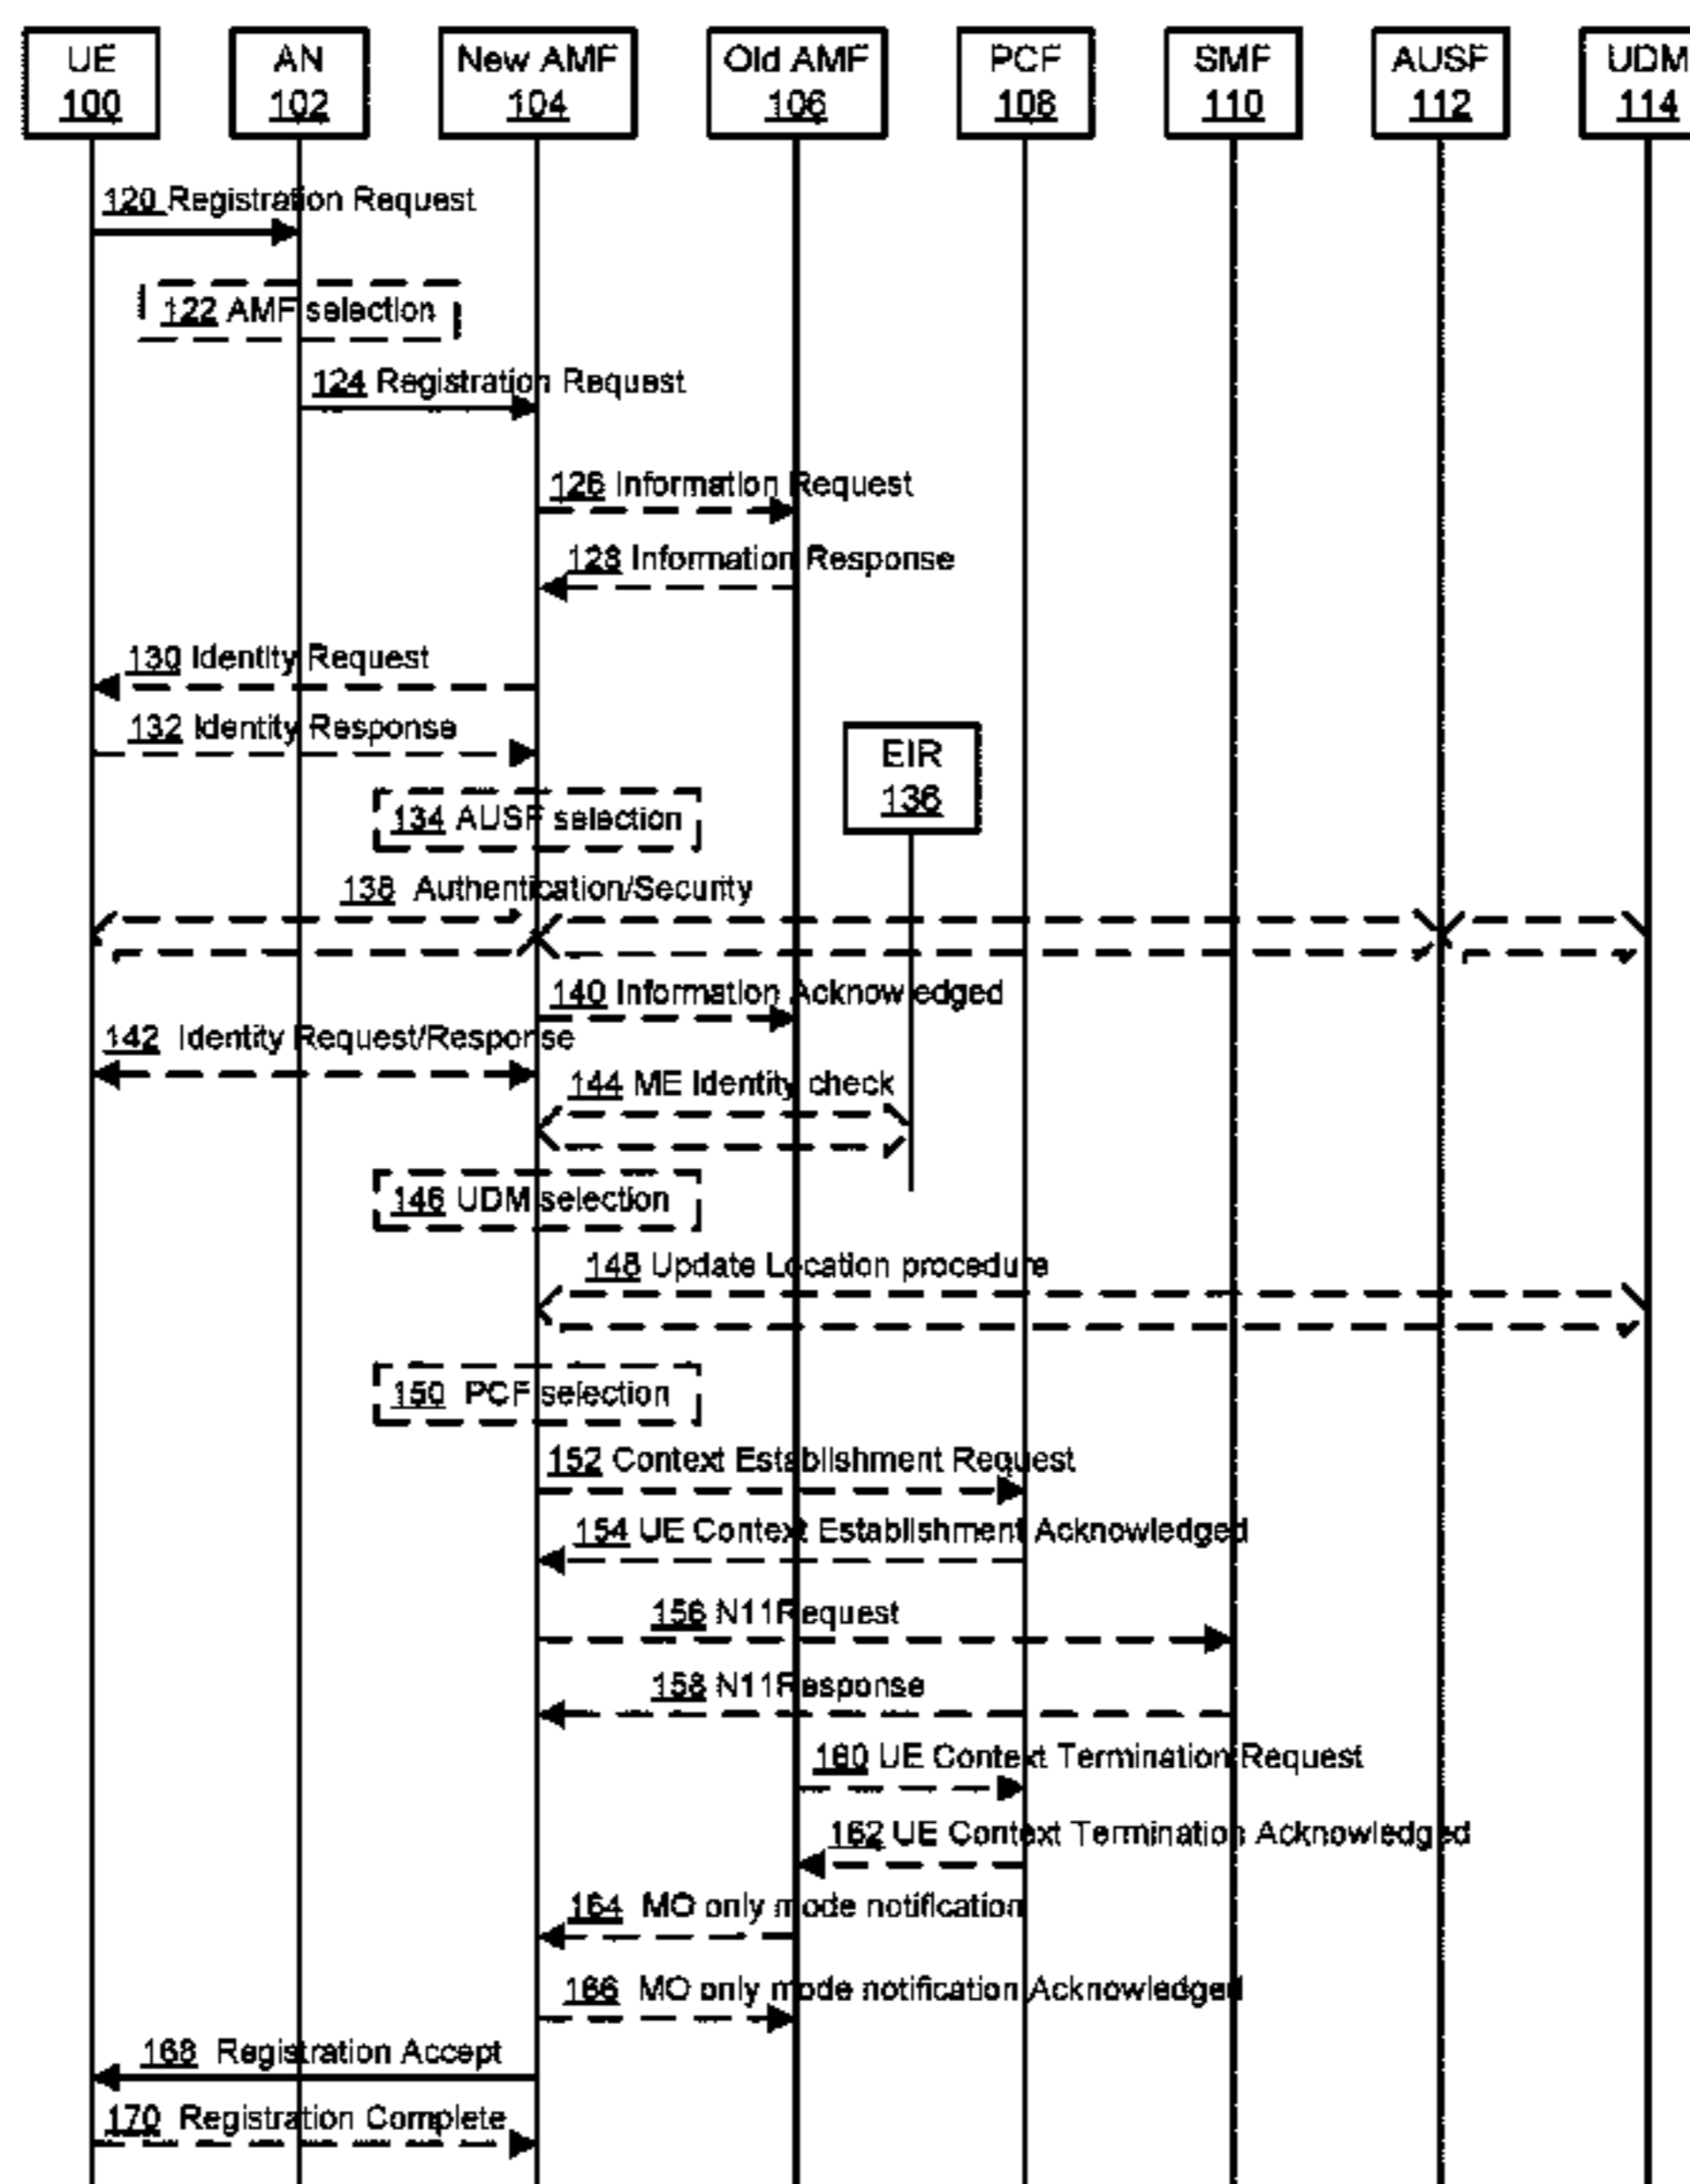 UE
100
AN
102
New AMF
104
Old AMF
106
PCF
108
SMF
110
AUSF
112
UDM
114
120 Registration Request
122 AMF selection
124 Registration Request
126 Information Request
128 Information Response
130 Identity Request
132 Identity Response
EIR
136
134 AUSF selection
138 Authentication/Security
140 Information Acknowledged
142 Identity Request/Response
144 ME Identity check
146 UDM selection
148 Update Location procedure
150 PCF selection
152 Context Establishment Request
154 UE Context Establishment Acknowledged
156 N11Request
158 N11Response
160 UE Context Termination Request
162 UE Context Termination Acknowledged
164 MO only mode notification
166 MO only mode notification Acknowledged
168 Registration Accept
170 Registration Complete